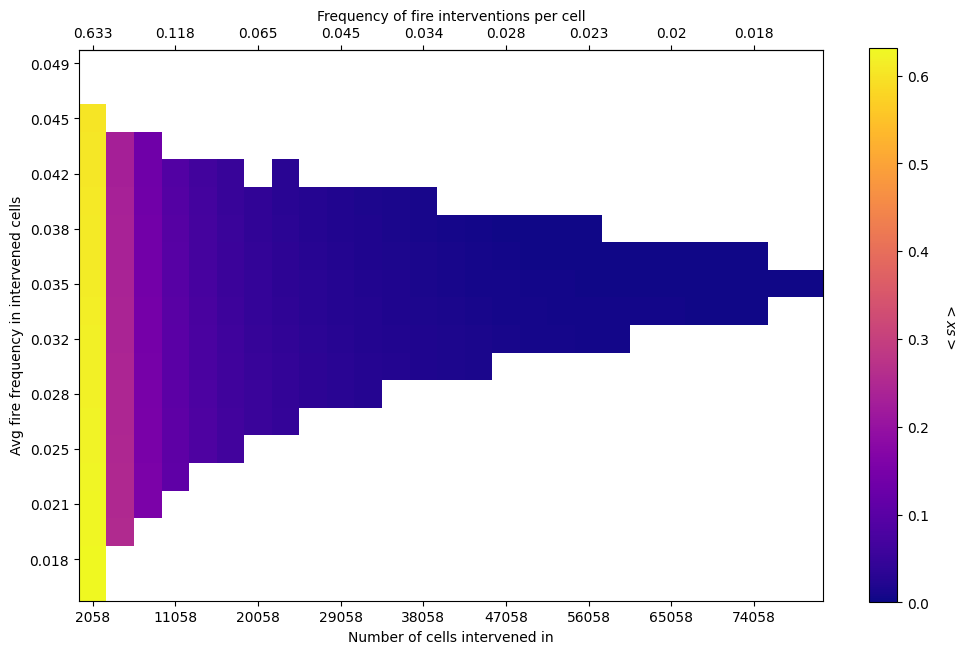 Frequency of fire interventions per cell
0.633 0.118 0.065 0.045 0.034 0.028 0.023 0.02 0.018
0.049
0.045
0.042
0.038
0.035
0.032
0.028
0.025
0.021
0.018
Avg fire frequency in intervened cells
2058 11058 20058 29058 38058 47058 56058 65058 74058
Number of cells intervened in
0.6
0.5
0.4
0.3
0.2
0.1
0.0
<sx>